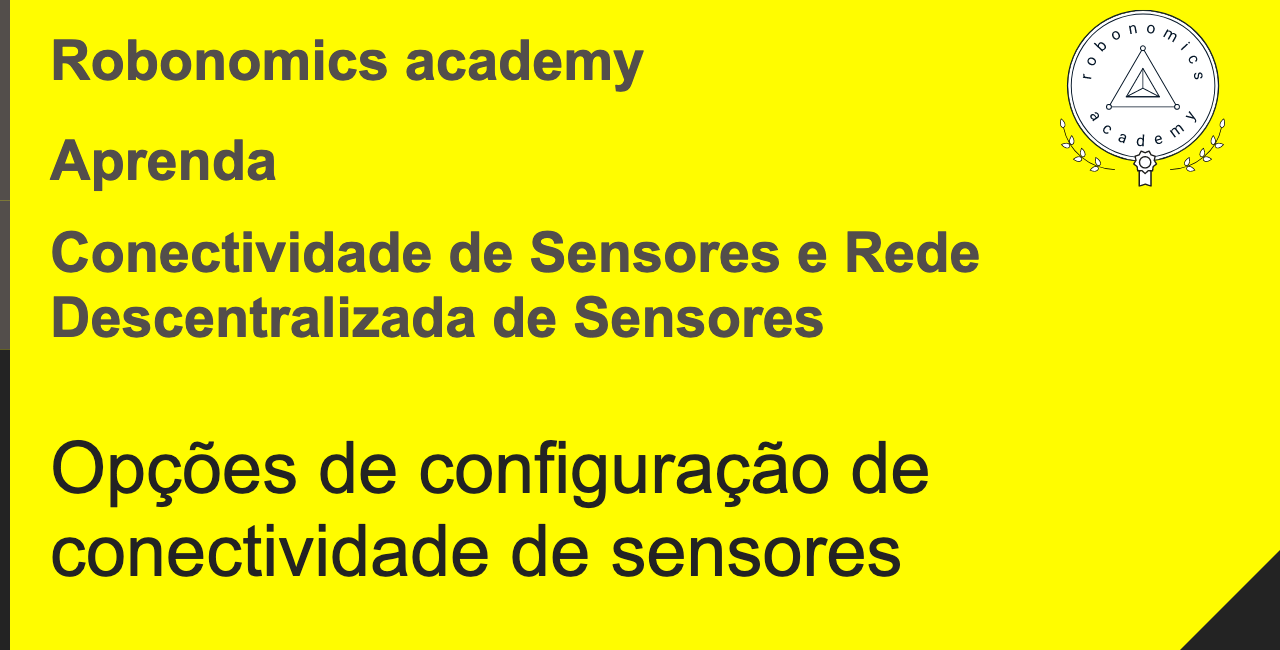 Robonomics academy
robonomics
academy
Aprenda
Conectividade de Sensores e Rede
Descentralizada de Sensores
Opções de configuração de
conectividade de sensores